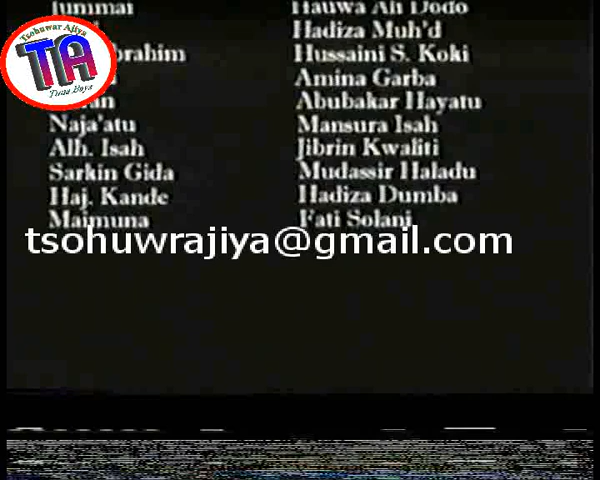 Jummai Hauwa Ali Dodo
Hadiza Muh'd
Ibrahim Hussaini S. Koki
Amina Garba
Abubakar Hayatu
Naja'atu Mansura Isah
Alh. Isah Jibrin Kwaliti
Sarkin Gida Mudassir Haladu
Haj. Kande Hadiza Dumba
Maimuna Fati Solani
tsohuwrajiya@gmail.com
Tsohuwar Ajiya
TA